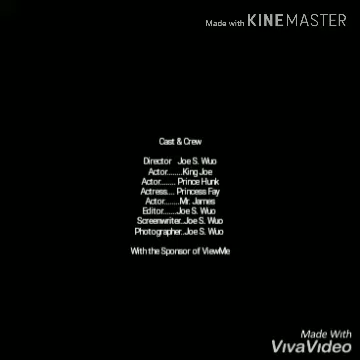 Made with KINEMASTER
Cast & Crew
Director Joe S. Wuo
Actor........King Joe
Actor........ Prince Hunk
Actress.... Princess Fay
Actor........Mr. James
Editor.......Joe S. Wuo
Screenwriter..Joe S. Wuo
Photographer..Joe S. Wuo
With the Sponsor of ViewMe
Made With
VivaVideo